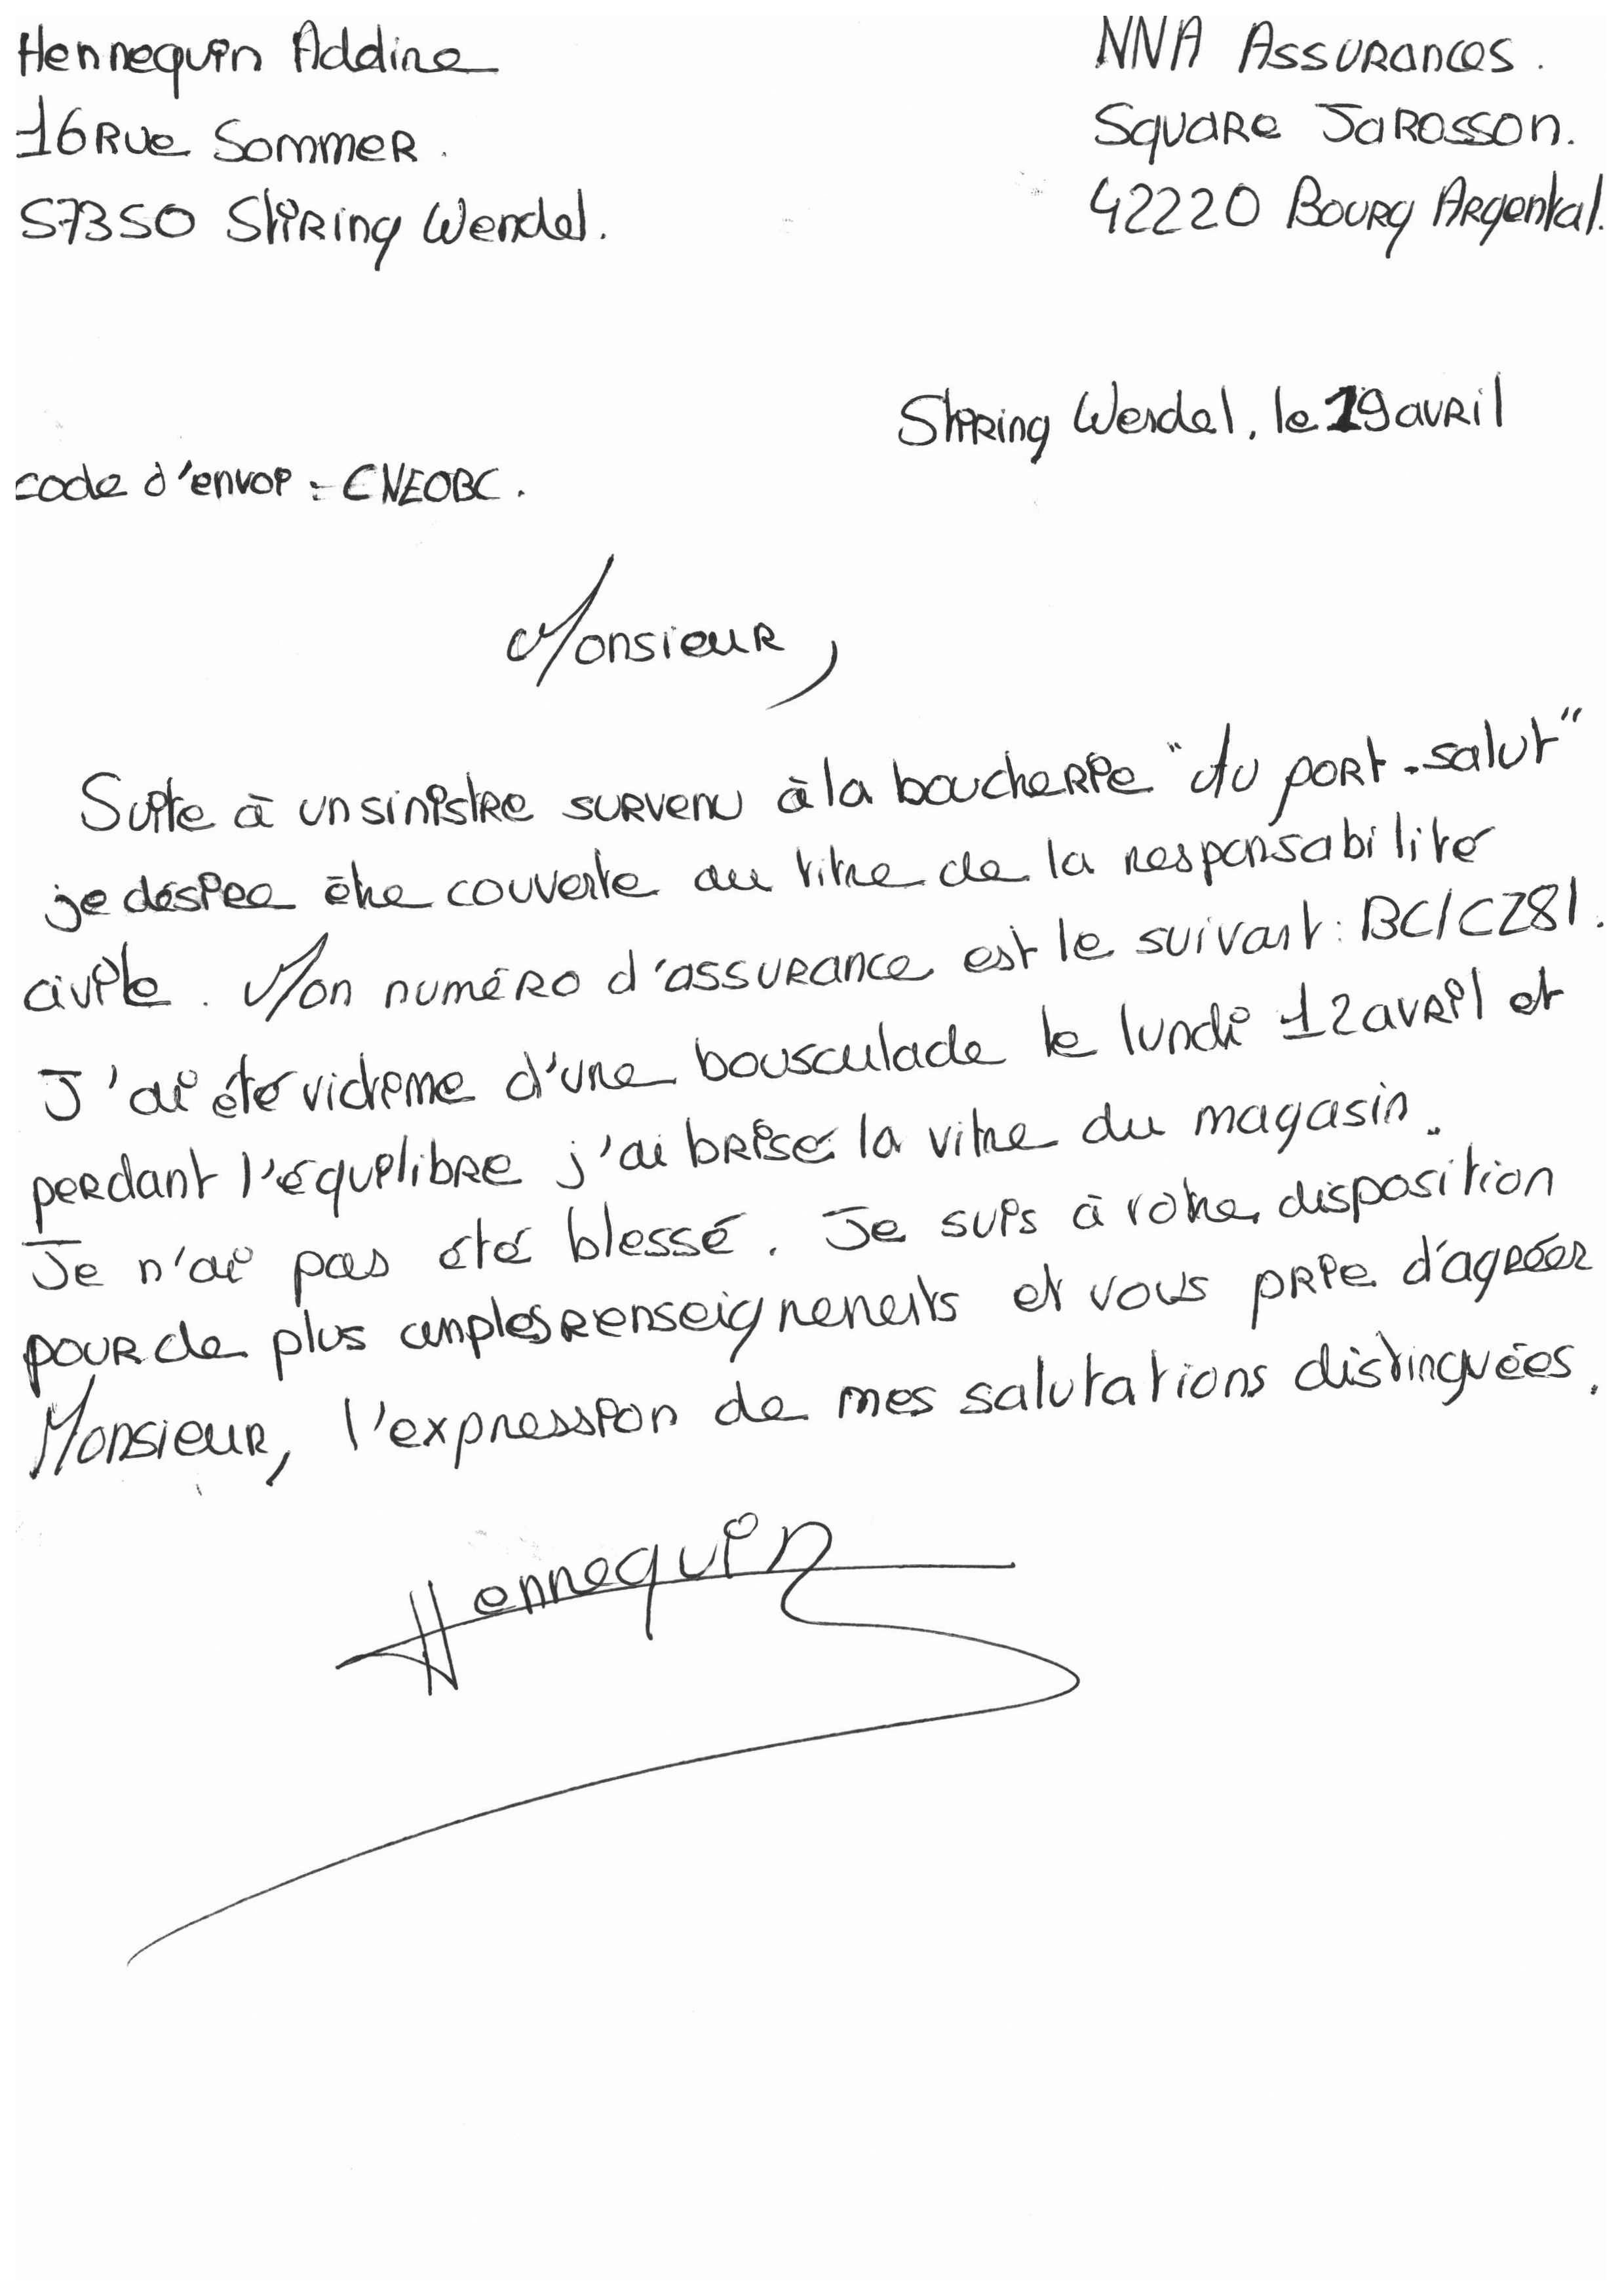 Hennequin Addine
16 Rue Sommer.
57350 Stiring Wendel.
NNA Assurances.
Square Jarosson.
42220 Bourg Argental.
Stiring Wendel, le 19 avril
code d'envoi : CNEOBC.
Monsieur,
Suite à un sinistre survenu à la boucherie "du port-salut"
je désire être couverte au titre de la responsabilité
civile. Mon numéro d'assurance est le suivant : BC1CZ81.
J'ai été victime d'une bousculade le lundi 12 avril et
perdant l'équilibre j'ai brisé la vitre du magasin.
Je n'ai pas été blessé. Je suis à votre disposition
pour de plus amples renseignements et vous prie d'agréer
Monsieur, l'expression de mes salutations distinguées.
Hennequin